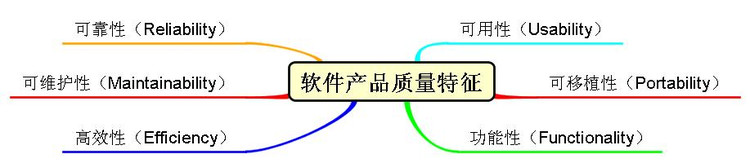 可靠性（Reliability）
可用性（Usability）
可维护性（Maintainability）
软件产品质量特征
可移植性（Portability）
高效性（Efficiency）
功能性（Functionality）